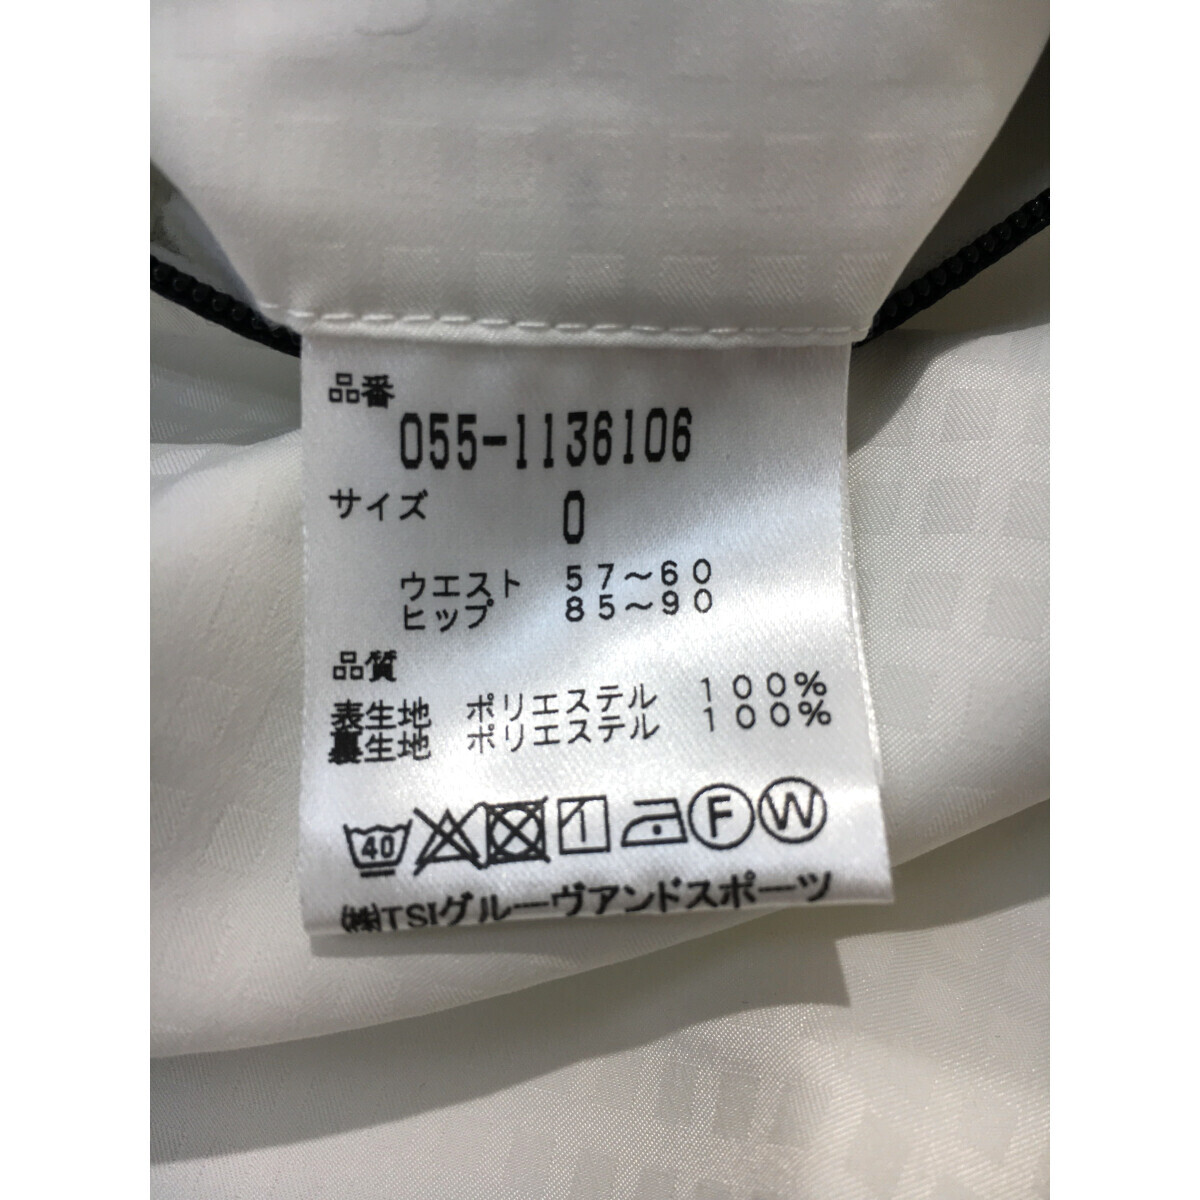 品番
055-1136106
サイズ 0
ウエスト 57～60
ヒップ 85～90
品質
表生地 ポリエステル 100%
裏生地 ポリエステル 100%
40 F W
㈱TSIグルーヴアンドスポーツ